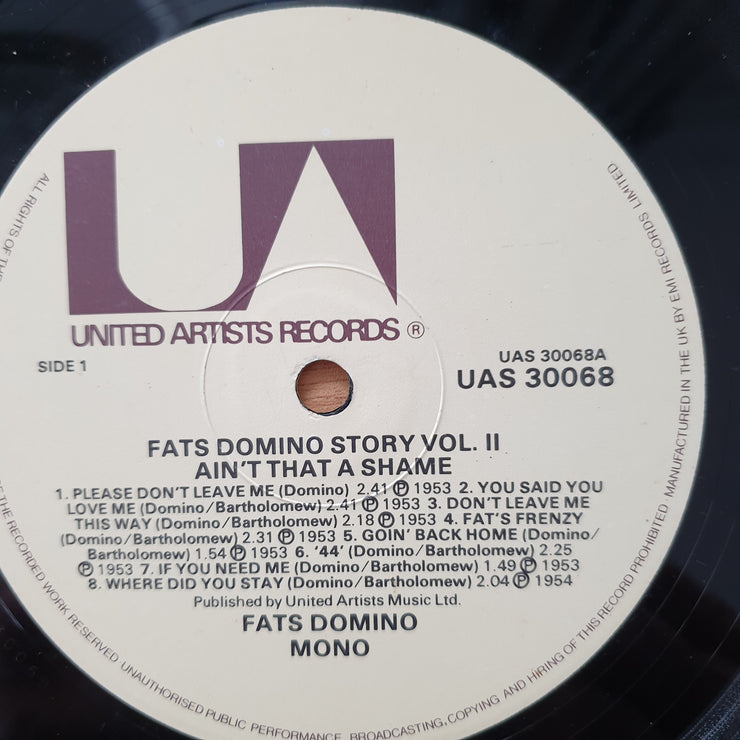 UA
UNITED ARTISTS RECORDS ®
SIDE 1
UAS 30068A
UAS 30068
FATS DOMINO STORY VOL. II
AIN'T THAT A SHAME
1. PLEASE DON'T LEAVE ME (Domino) 2.41 ℗ 1953 2. YOU SAID YOU
LOVE ME (Domino/Bartholomew) 2.41 ℗ 1953 3. DON'T LEAVE ME
THIS WAY (Domino/Bartholomew) 2.18 ℗ 1953 4. FAT'S FRENZY
(Domino/Bartholomew) 2.31 ℗ 1953 5. GOIN' BACK HOME (Domino/
Bartholomew) 1.54 ℗ 1953 6. '44' (Domino/Bartholomew) 2.25
℗ 1953 7. IF YOU NEED ME (Domino/Bartholomew) 1.49 ℗ 1953
8. WHERE DID YOU STAY (Domino/Bartholomew) 2.04 ℗ 1954
Published by United Artists Music Ltd.
FATS DOMINO
MONO
MANUFACTURED IN THE UK BY EMI RECORDS LIMITED
ALL RIGHTS OF THE
THE RECORDED WORK RESERVED. UNAUTHORISED PUBLIC PERFORMANCE, BROADCASTING, COPYING AND HIRING OF THIS RECORD PROHIBITED